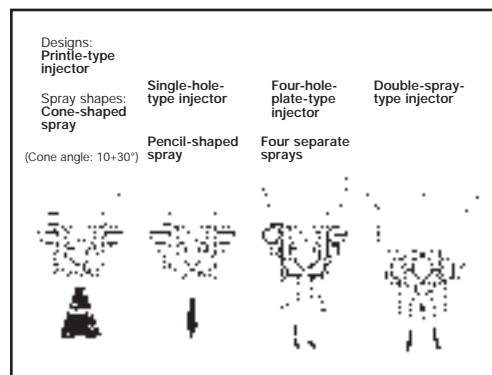 Designs:
Printle-type
injector
Spray shapes:
Cone-shaped
spray
(Cone angle: 10+30°)
Single-hole-
type injector
Pencil-shaped
spray
Four-hole-
plate-type
injector
Four separate
sprays
Double-spray-
type injector